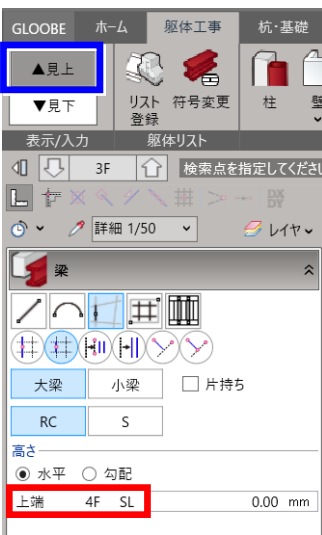 GLOOBE ホーム 躯体工事 杭・基礎
▲見上
▼見下
リスト登録 符号変更 柱
表示/入力 躯体リスト
3F 検索点を指定してくださ
詳細 1/50 レイヤ
梁
大梁 小梁 片持ち
RC S
高さ
水平 勾配
上端 4F SL 0.00 mm